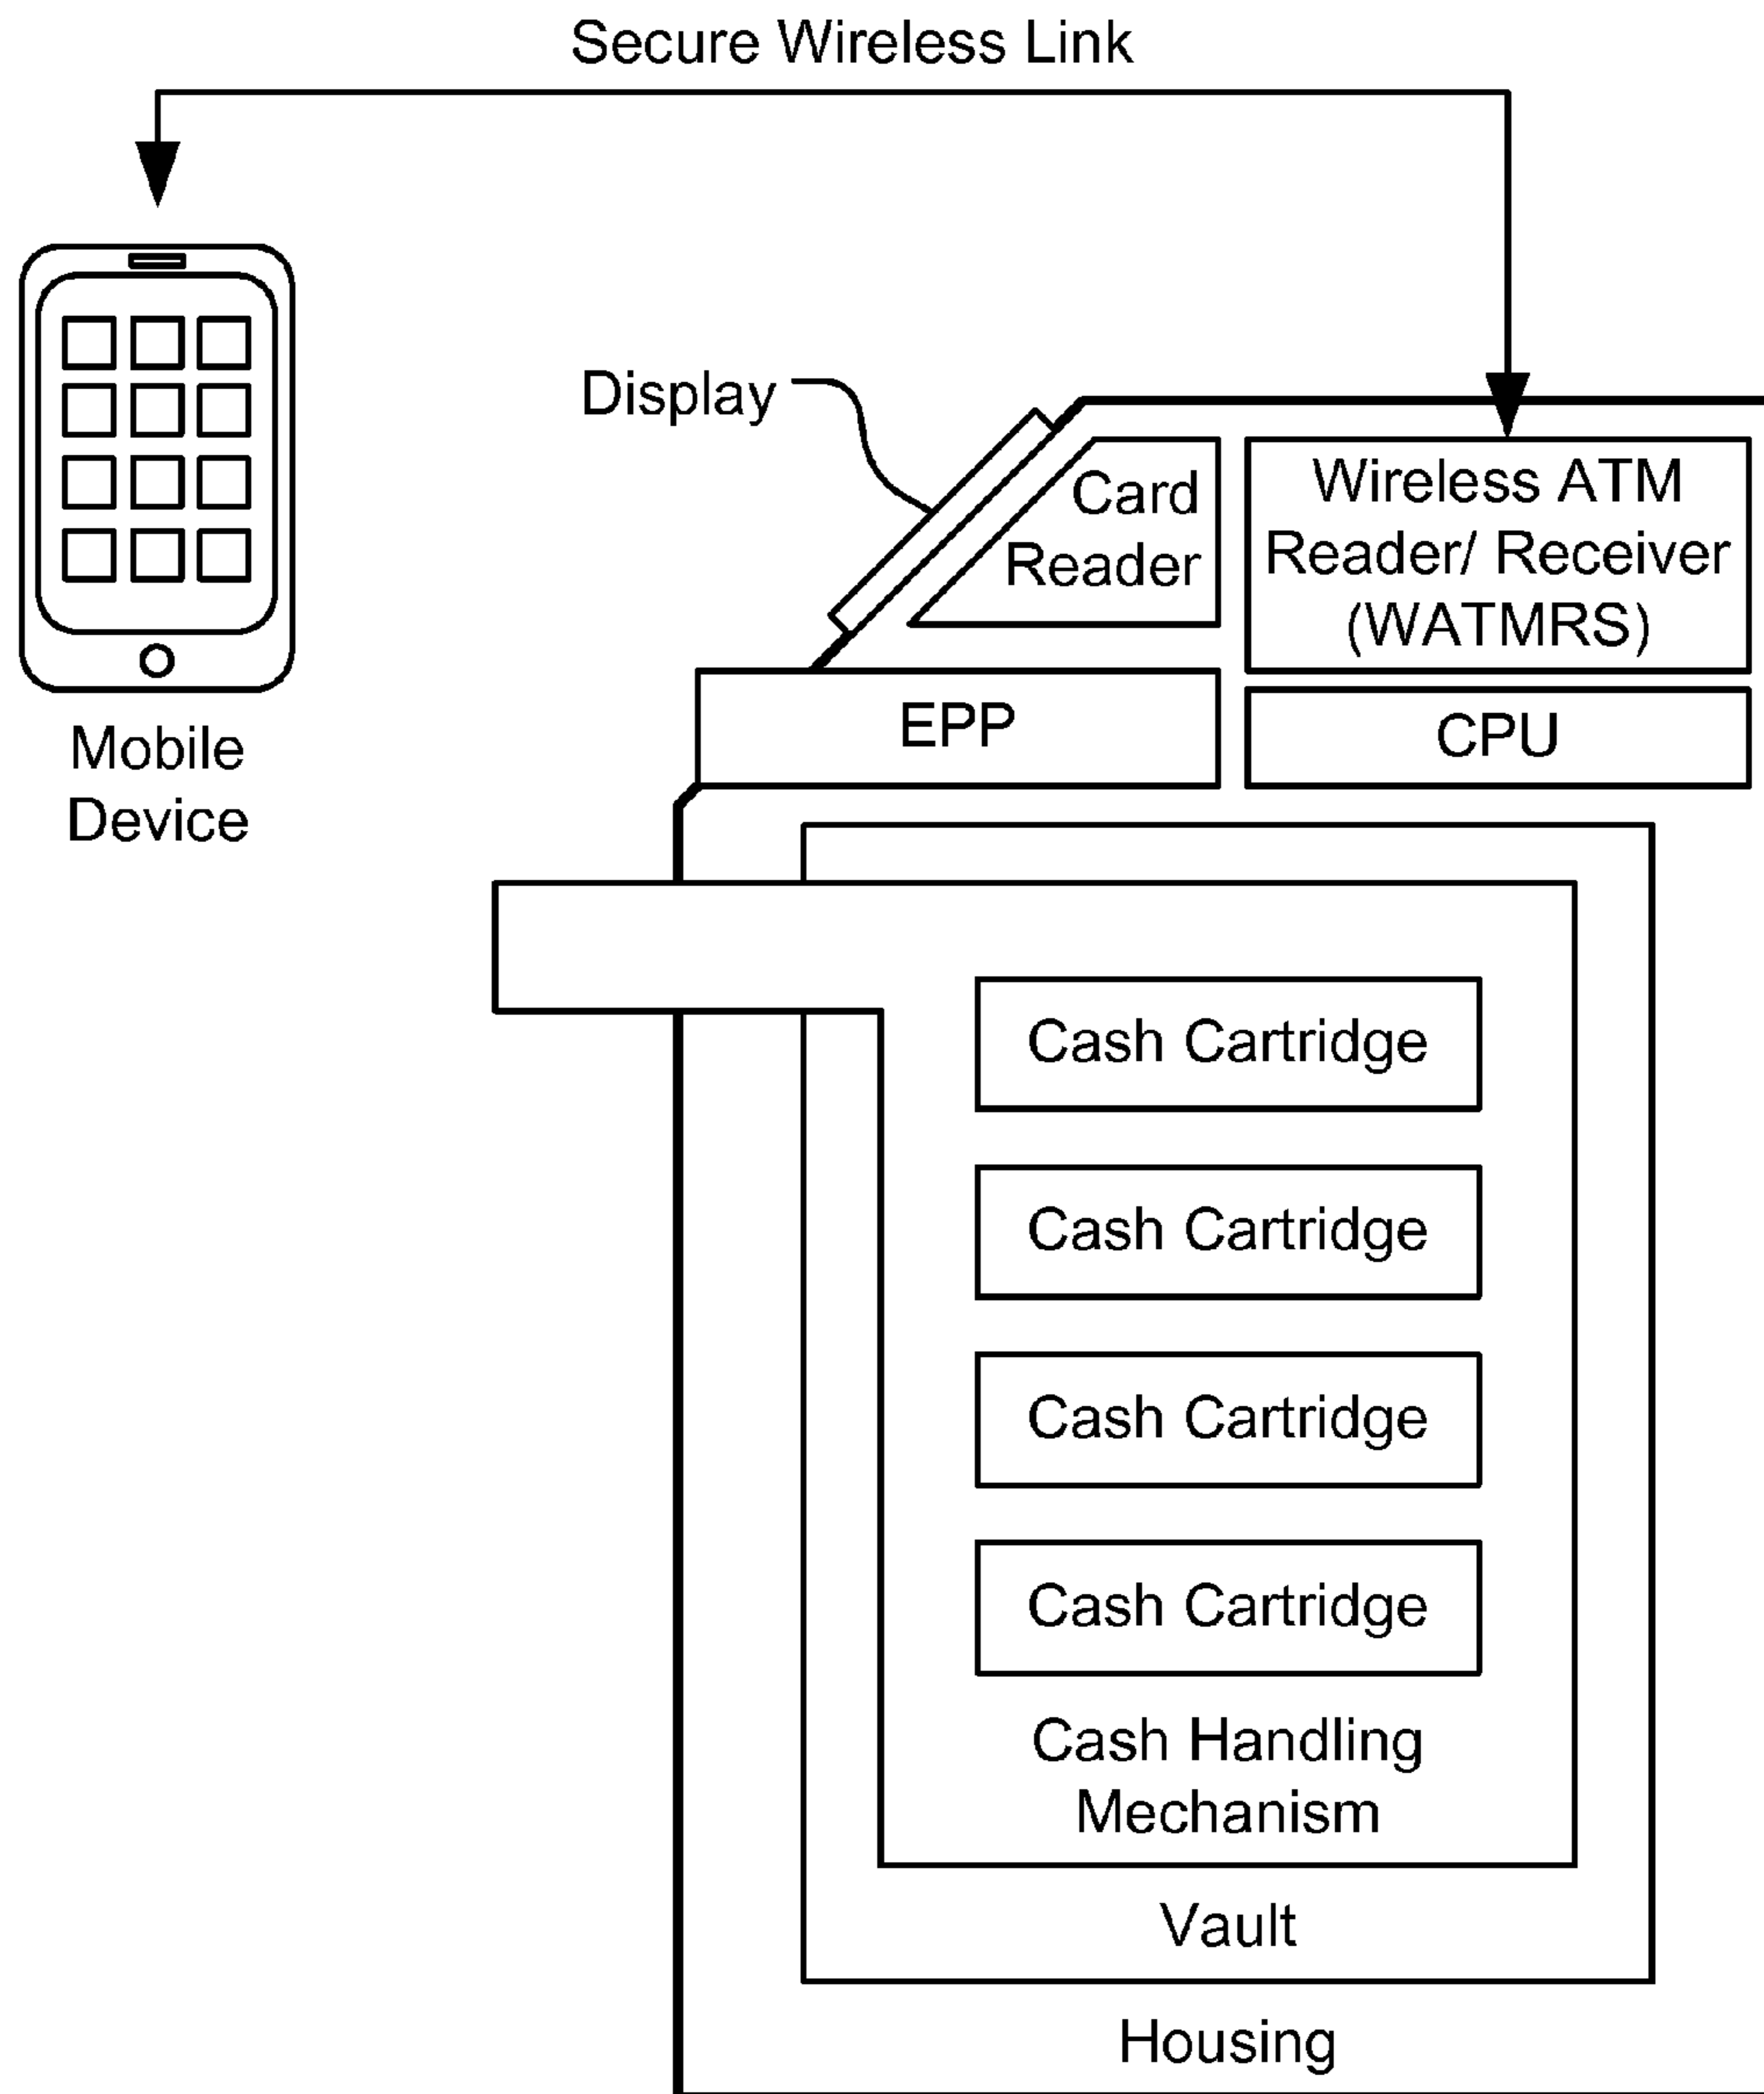 Secure Wireless Link
Display
Card
Reader
Wireless ATM
Reader/ Receiver
(WATMRS)
EPP
CPU
Mobile
Device
Cash Cartridge
Cash Cartridge
Cash Cartridge
Cash Cartridge
Cash Handling
Mechanism
Vault
Housing